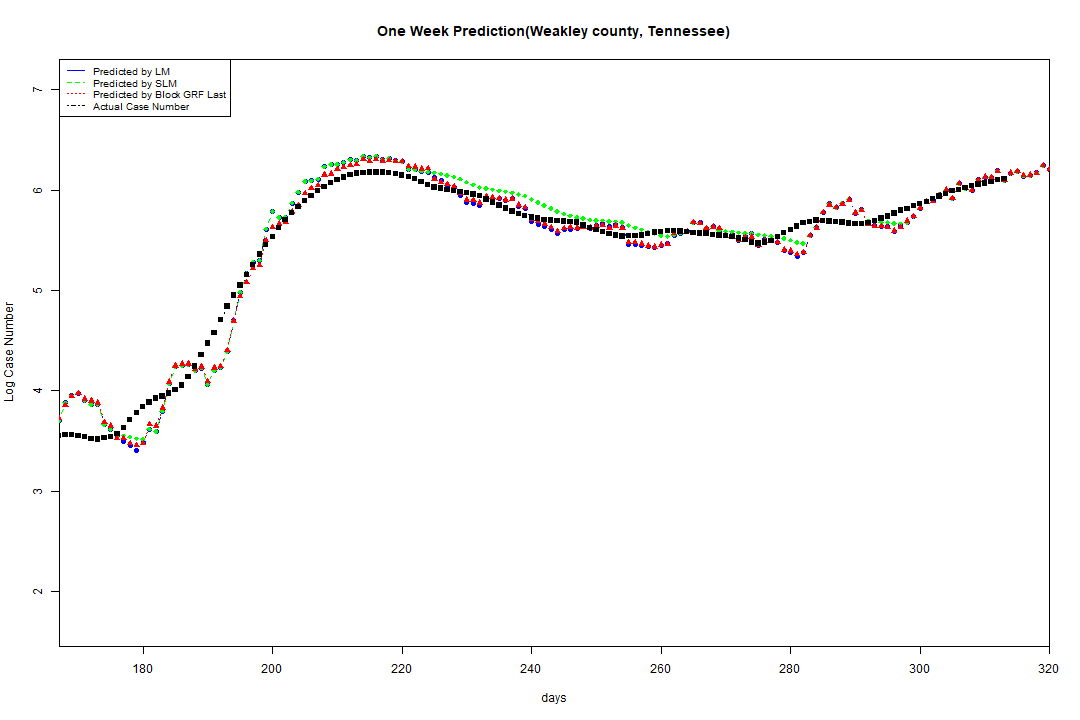 One Week Prediction(Weakley county, Tennessee)
Predicted by LM
Predicted by SLM
Predicted by Block GRF Last
Actual Case Number
7
6
5
4
3
2
Log Case Number
180 200 220 240 260 280 300 320
days